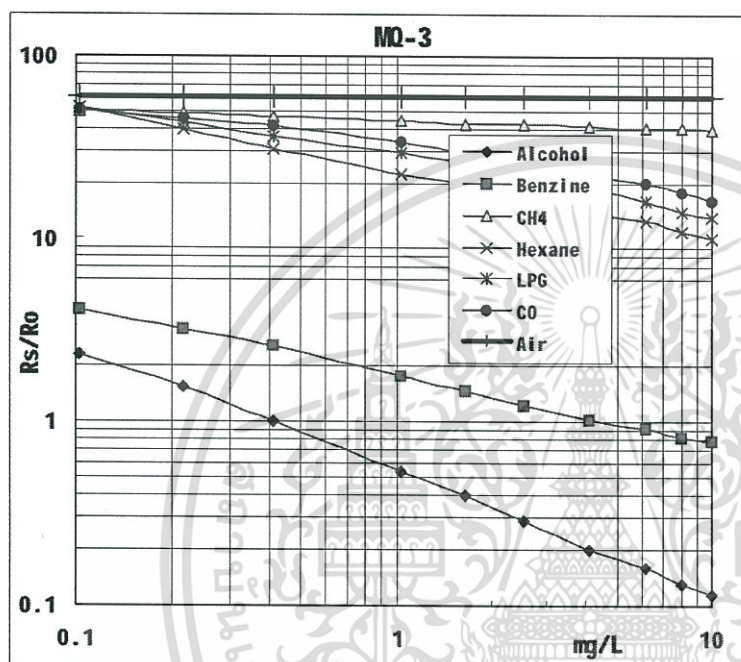 MQ-3
100
10
1
0.1
Rs/Ro
Alcohol
Benzine
CH4
Hexane
LPG
CO
Air
0.1
1
mg/L
10